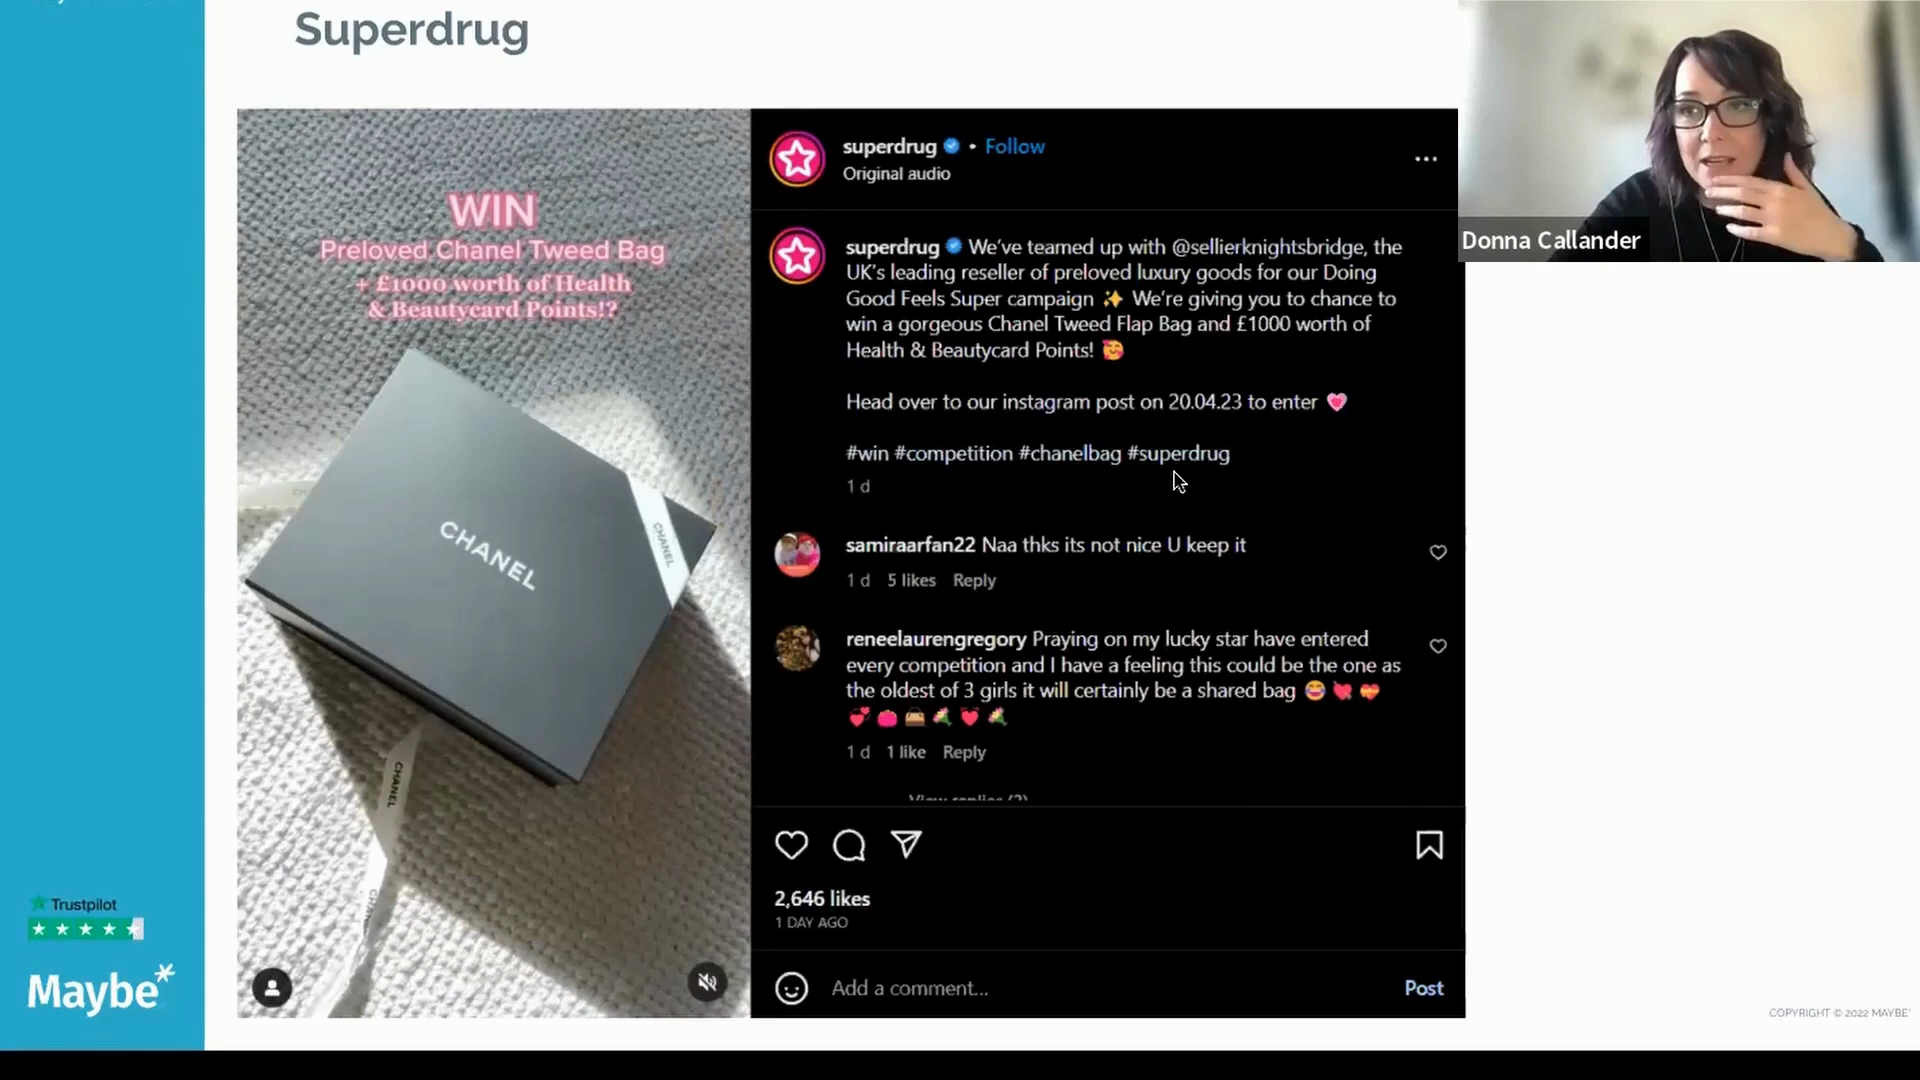 Superdrug
WIN
Preloved Chanel Tweed Bag
+ £1000 worth of Health
& Beautycard Points!?
CHANEL
CHANEL
CHANEL
superdrug • Follow
Original audio
superdrug We've teamed up with @sellierknightsbridge, the
UK's leading reseller of preloved luxury goods for our Doing
Good Feels Super campaign ✨ We're giving you to chance to
win a gorgeous Chanel Tweed Flap Bag and £1000 worth of
Health & Beautycard Points! 🥰
Head over to our instagram post on 20.04.23 to enter 💗
#win #competition #chanelbag #superdrug
1 d
samiraarfan22 Naa thks its not nice U keep it
1 d 5 likes Reply
reneelaurengregory Praying on my lucky star have entered
every competition and I have a feeling this could be the one as
the oldest of 3 girls it will certainly be a shared bag 😂 💘 💝
💞 👛 👜 💐 💓 💐
1 d 1 like Reply
View replies (2)
2,646 likes
1 DAY AGO
Add a comment... Post
Donna Callander
Trustpilot
Maybe*
COPYRIGHT © 2022 MAYBE*